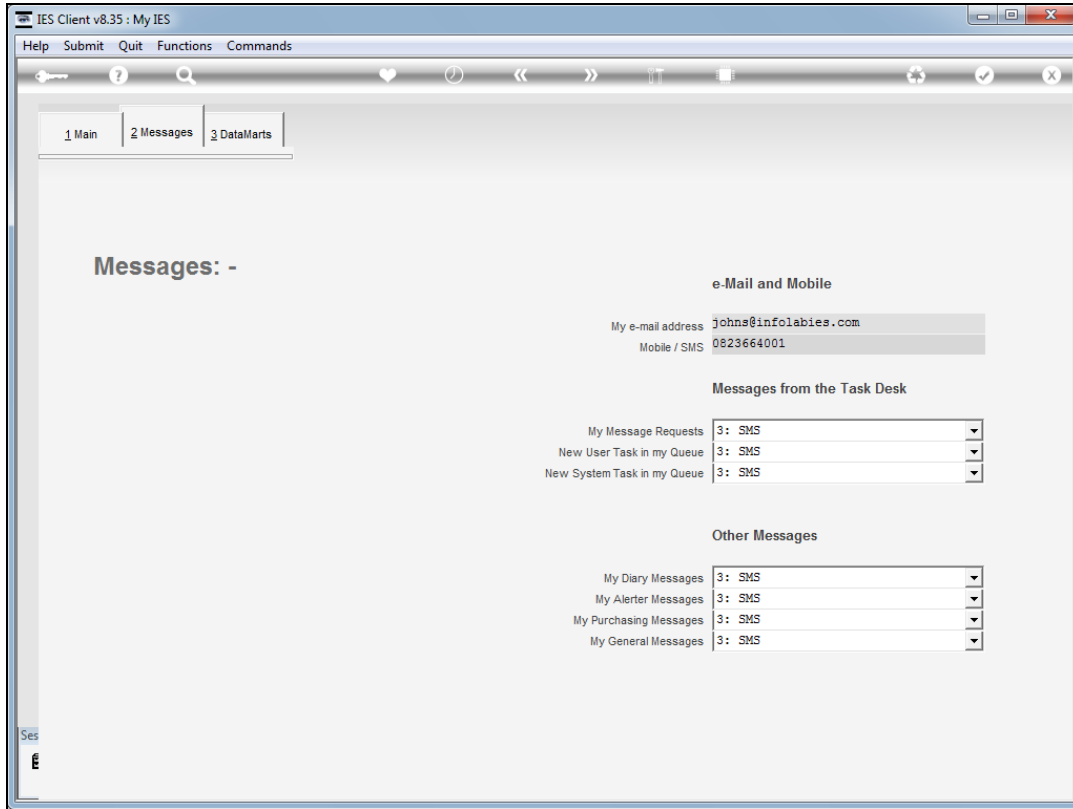 IES Client v8.35 : My IES
Help Submit Quit Functions Commands
1 Main 2 Messages 3 DataMarts
Messages: -
e-Mail and Mobile
My e-mail address johns@infolabies.com
Mobile / SMS 0823664001
Messages from the Task Desk
My Message Requests 3: SMS
New User Task in my Queue 3: SMS
New System Task in my Queue 3: SMS
Other Messages
My Diary Messages 3: SMS
My Alerter Messages 3: SMS
My Purchasing Messages 3: SMS
My General Messages 3: SMS
Ses